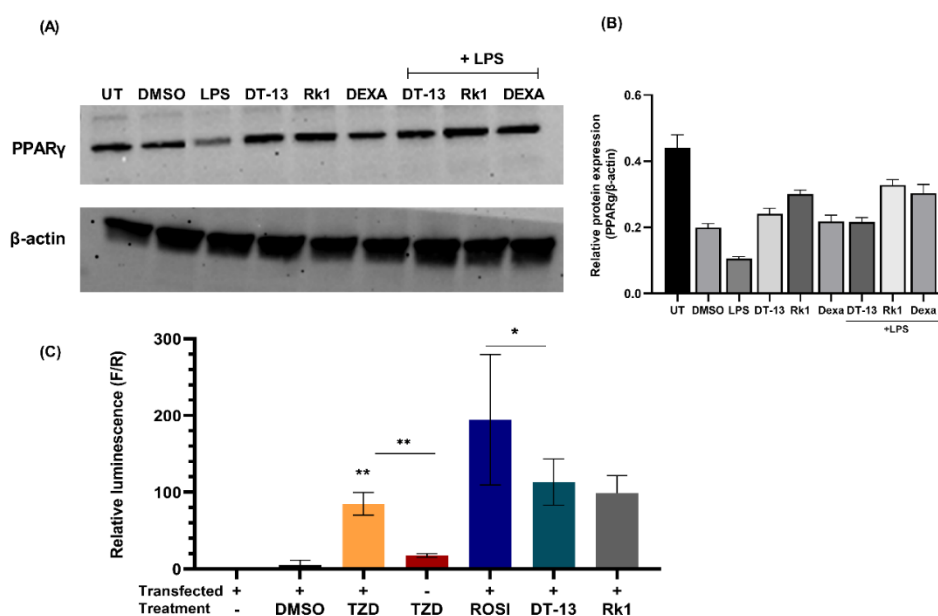 (A)
+ LPS
UT DMSO LPS DT-13 Rk1 DEXA DT-13 Rk1 DEXA
PPARγ
β-actin
(B)
Relative protein expression
(PPARg/β-actin)
0.6
0.4
0.2
0.0
UT DMSO LPS DT-13 Rk1 Dexa DT-13 Rk1 Dexa
+LPS
(C)
Relative luminescence (F/R)
300
200
100
0
*
**
**
Transfected + + + - + + +
Treatment - DMSO TZD TZD ROSI DT-13 Rk1